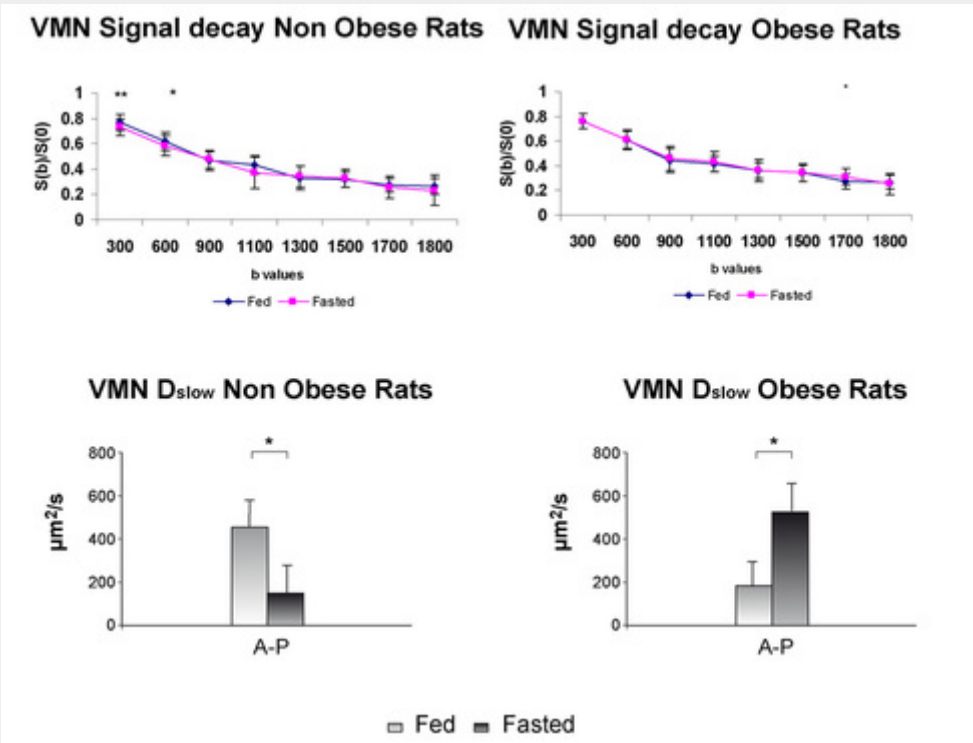 VMN Signal decay Non Obese Rats
1
0.8
0.6
0.4
0.2
0
S(b)/S(0)
** *
300 600 900 1100 1300 1500 1700 1800
b values
Fed Fasted
VMN Signal decay Obese Rats
1
0.8
0.6
0.4
0.2
0
S(b)/S(0)
*
300 600 900 1100 1300 1500 1700 1800
b values
Fed Fasted
VMN Dslow Non Obese Rats
800
600
400
200
0
µm²/s
*
A-P
VMN Dslow Obese Rats
800
600
400
200
0
µm²/s
*
A-P
Fed Fasted